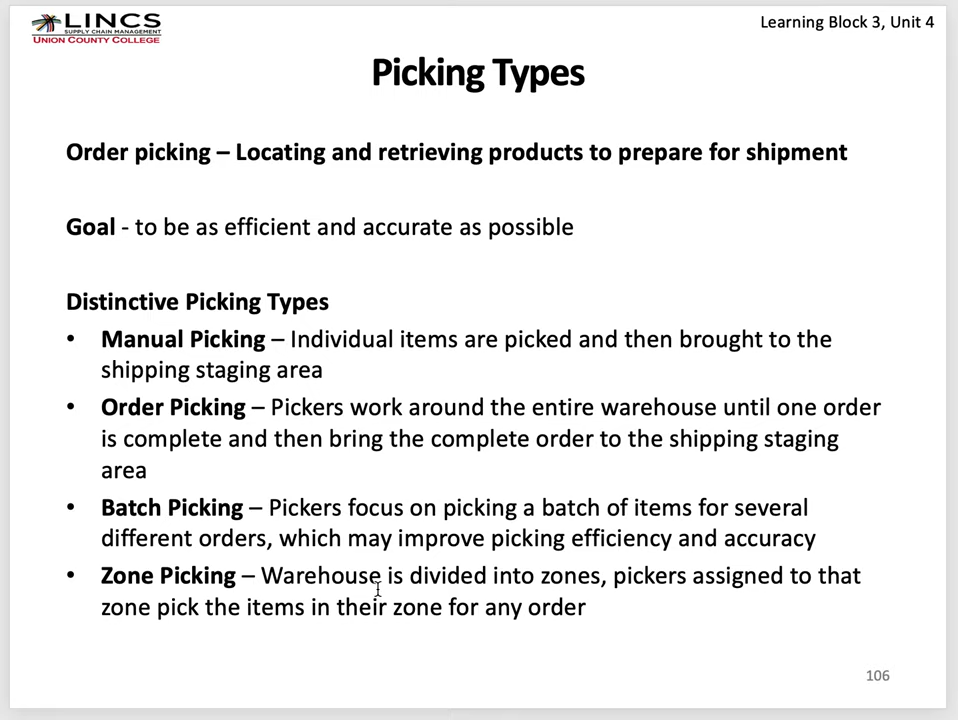 LINCS
SUPPLY CHAIN MANAGEMENT
UNION COUNTY COLLEGE
Learning Block 3, Unit 4
Picking Types
Order picking – Locating and retrieving products to prepare for shipment
Goal - to be as efficient and accurate as possible
Distinctive Picking Types
• Manual Picking – Individual items are picked and then brought to the
shipping staging area
• Order Picking – Pickers work around the entire warehouse until one order
is complete and then bring the complete order to the shipping staging
area
• Batch Picking – Pickers focus on picking a batch of items for several
different orders, which may improve picking efficiency and accuracy
• Zone Picking – Warehouse is divided into zones, pickers assigned to that
zone pick the items in their zone for any order
106